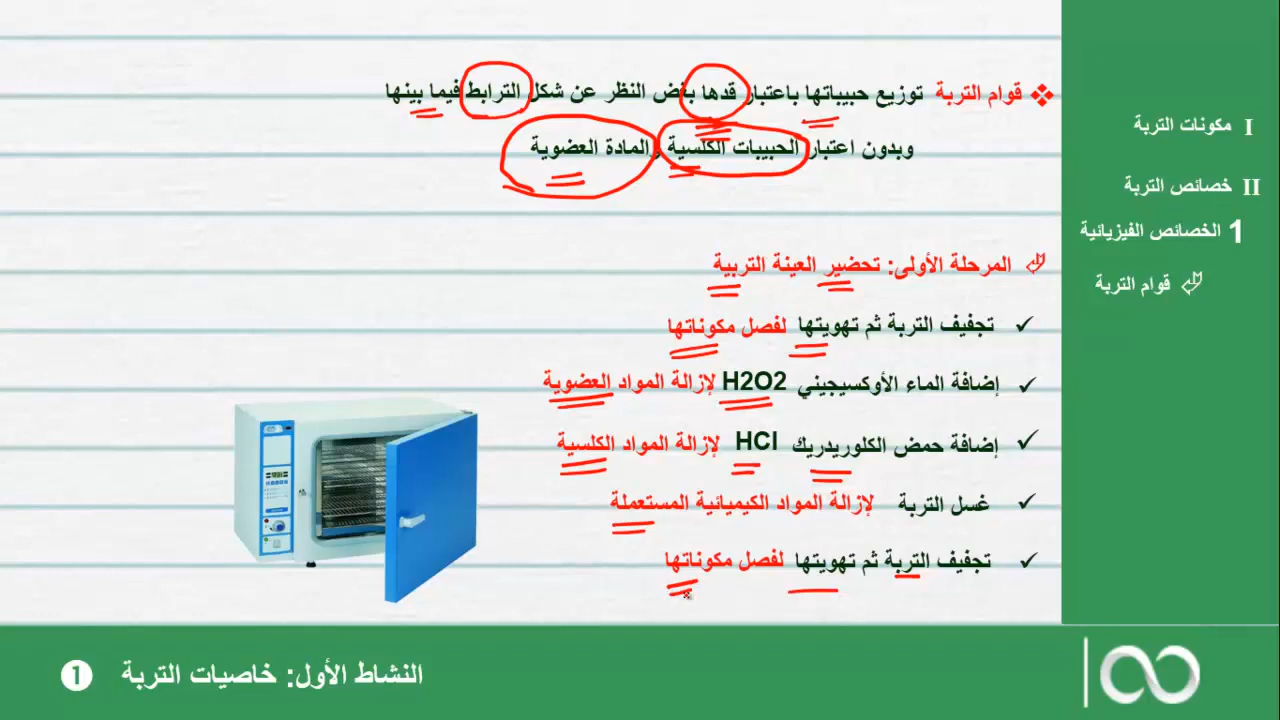 قوام التربة توزيع حبيباتها باعتبار قدها بغض النظر عن شكل الترابط فيما بينها
وبدون اعتبار الحبيبات الكلسية والمادة العضوية
المرحلة الأولى: تحضير العينة التربية
تجفيف التربة ثم تهويتها لفصل مكوناتها
إضافة الماء الأوكسيجيني H2O2 لإزالة المواد العضوية
إضافة حمض الكلوريدريك HCl لإزالة المواد الكلسية
غسل التربة لإزالة المواد الكيميائية المستعملة
تجفيف التربة ثم تهويتها لفصل مكوناتها
I مكونات التربة
II خصائص التربة
1 الخصائص الفيزيائية
قوام التربة
النشاط الأول: خاصيات التربة 1